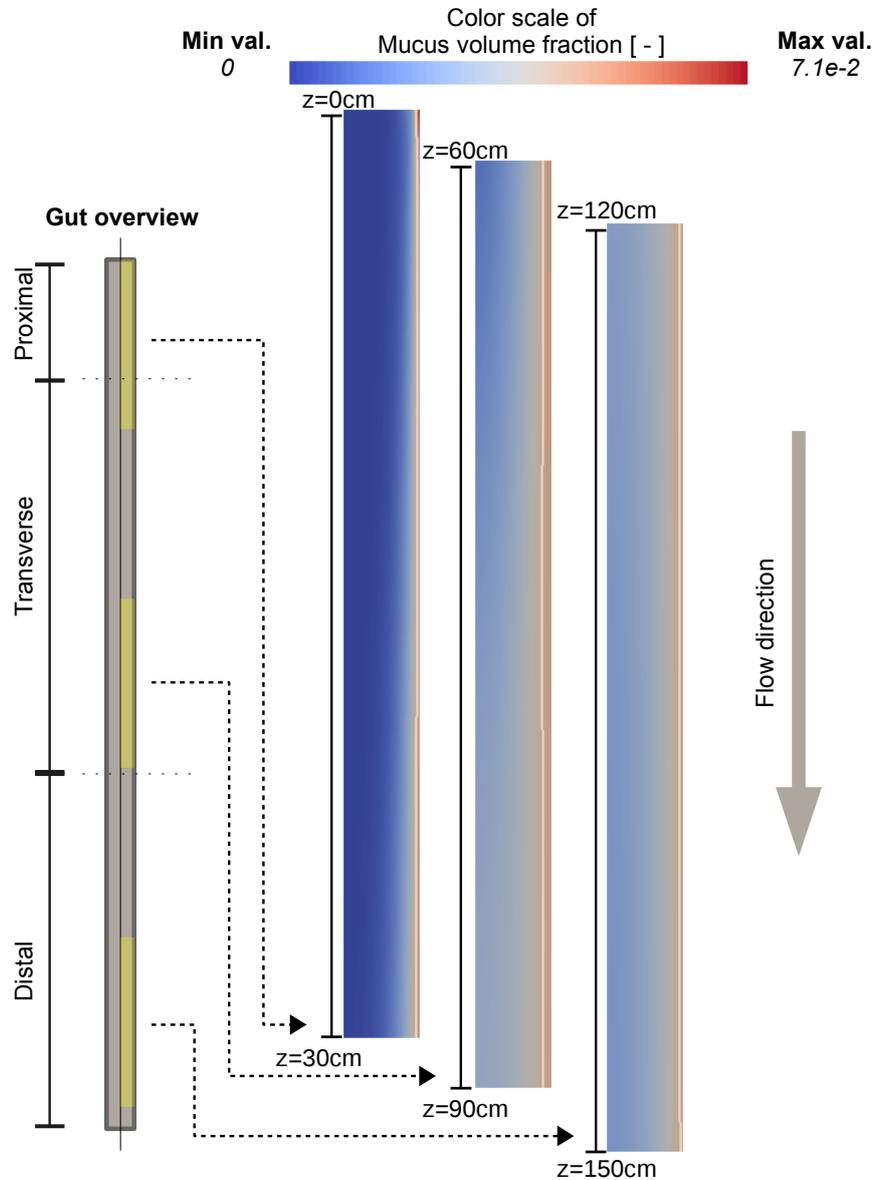 Color scale of
Mucus volume fraction [ - ]
Min val.
0
Max val.
7.1e-2
z=0cm
z=60cm
z=120cm
Gut overview
Proximal
Transverse
Distal
Flow direction
z=30cm
z=90cm
z=150cm